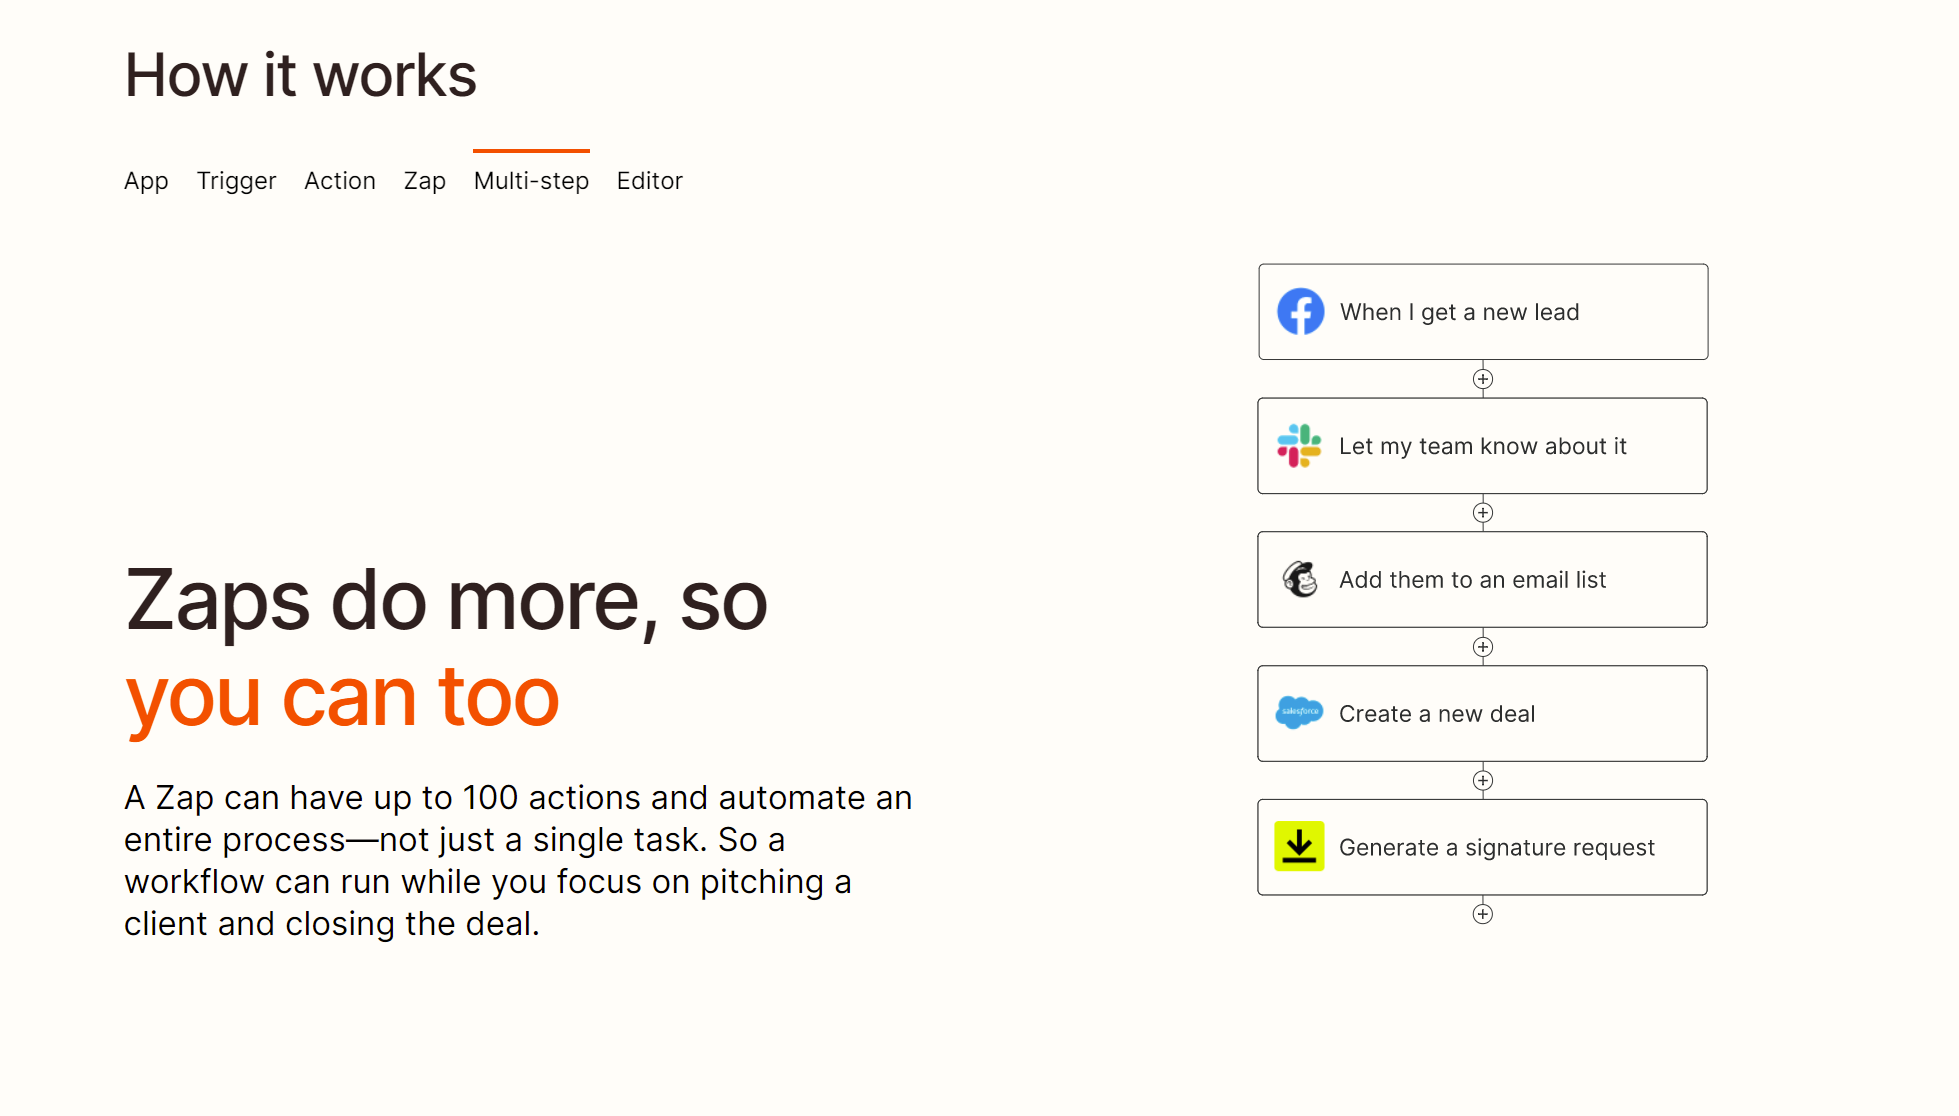 How it works
App Trigger Action Zap Multi-step Editor
Zaps do more, so
you can too
A Zap can have up to 100 actions and automate an
entire process—not just a single task. So a
workflow can run while you focus on pitching a
client and closing the deal.
When I get a new lead
Let my team know about it
Add them to an email list
salesforce
Create a new deal
Generate a signature request